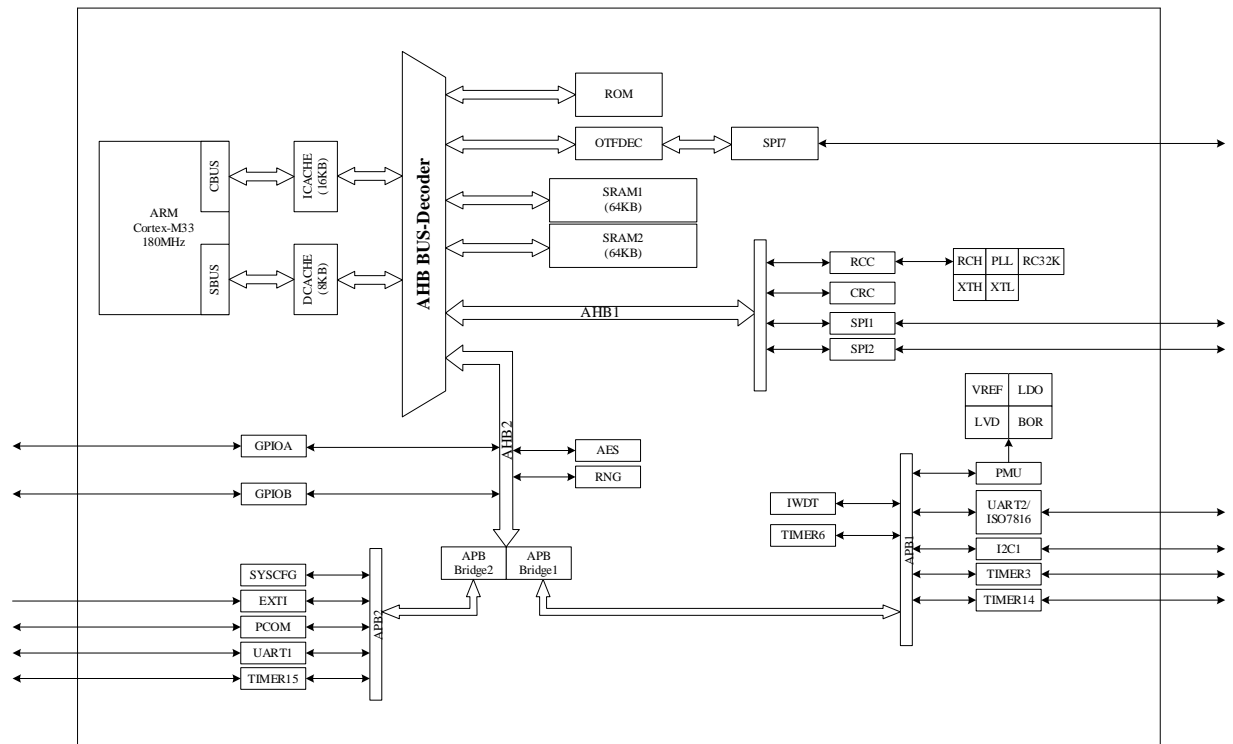 ROM
OTFDEC
SPI7
CBUS
ICACHE
(16KB)
ARM
Cortex-M33
180MHz
SBUS
DCACHE
(8KB)
AHB BUS-Decoder
SRAM1
(64KB)
SRAM2
(64KB)
AHB1
RCC
RCH
PLL
RC32K
XTH
XTL
CRC
SPI1
SPI2
VREF
LDO
LVD
BOR
AHB2
GPIOA
AES
RNG
GPIOB
PMU
IWDT
UART2/
ISO7816
TIMER6
APB1
I2C1
TIMER3
TIMER14
APB
Bridge2
APB
Bridge1
SYSCFG
EXTI
PCOM
APB2
UART1
TIMER15